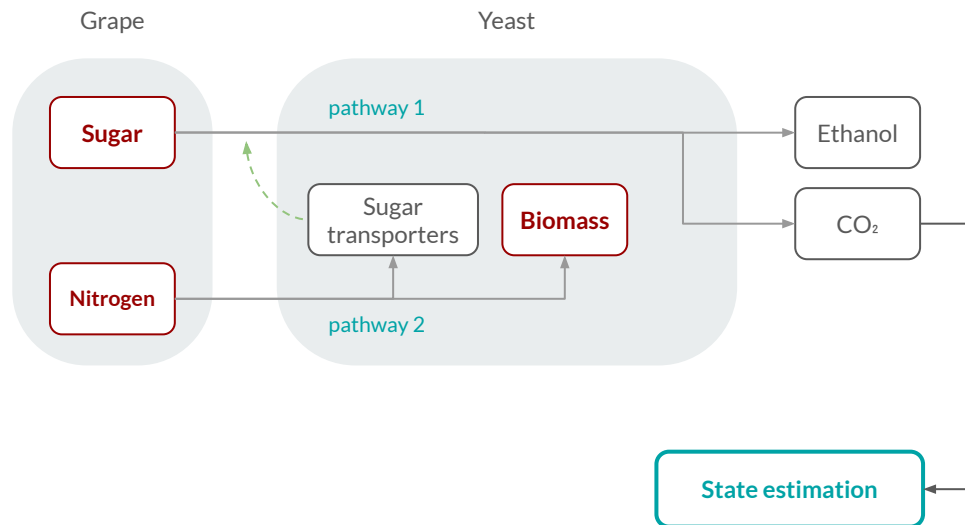 Grape
Yeast
pathway 1
Sugar
Ethanol
Sugar
transporters
Biomass
CO₂
Nitrogen
pathway 2
State estimation